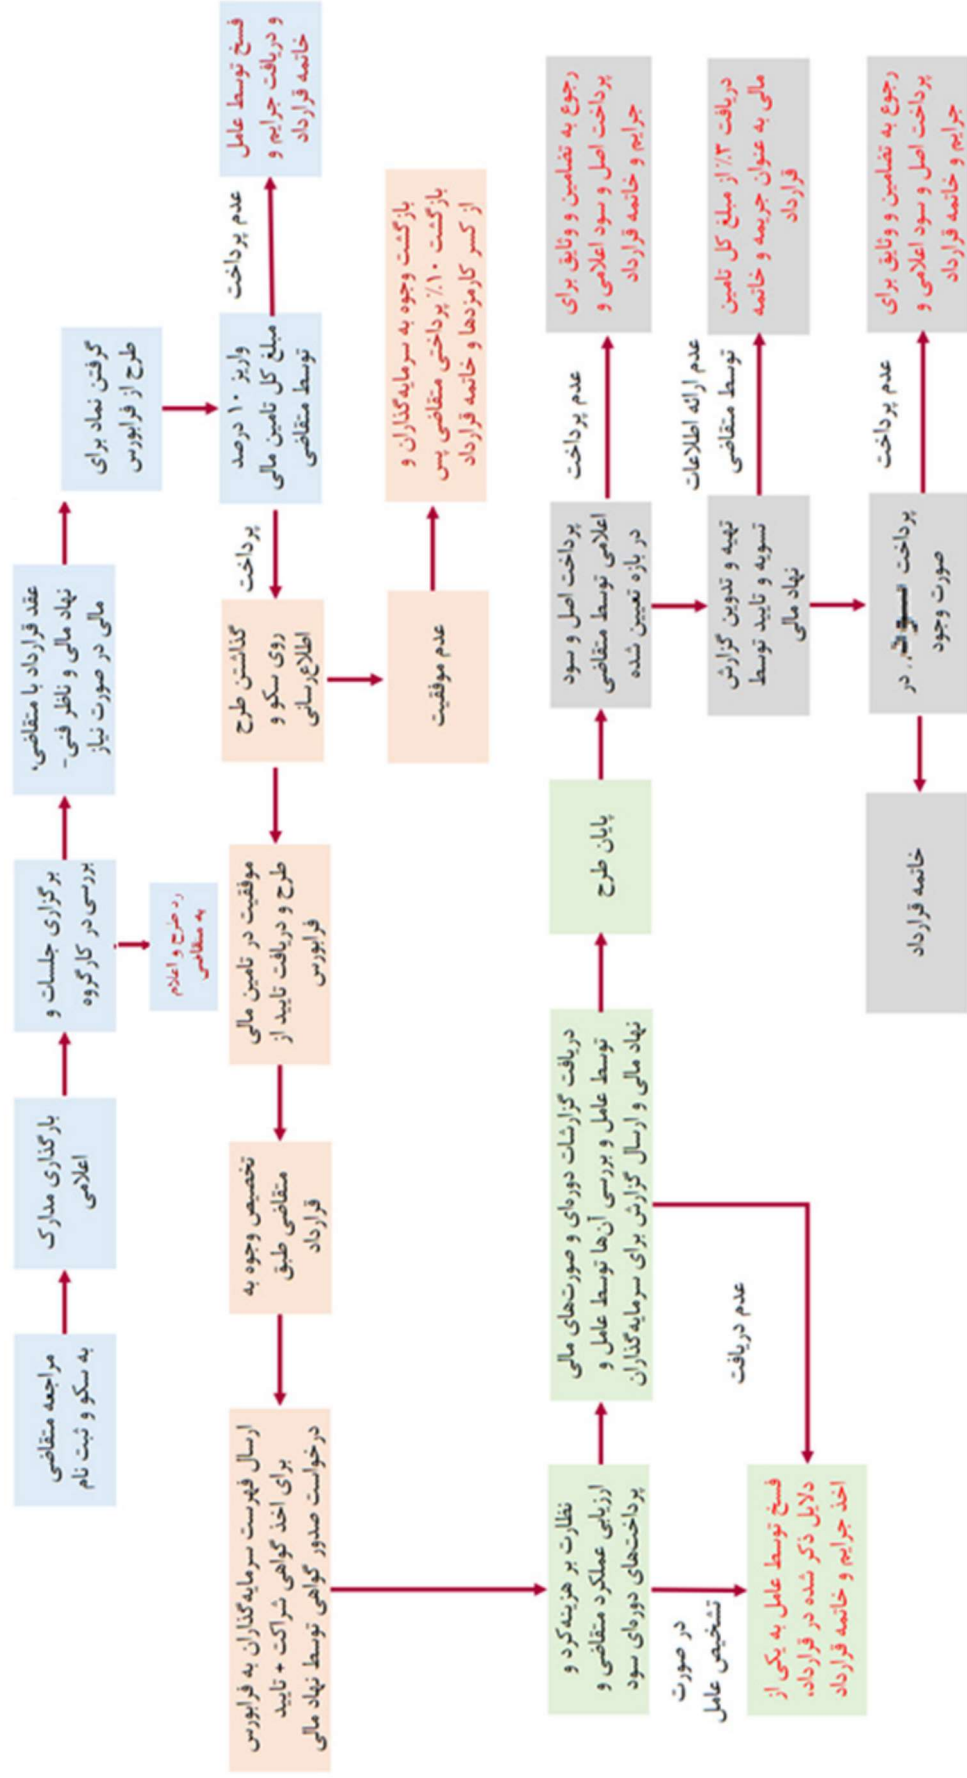 مراجعه متقاضی
به سکو و ثبت نام
بارگذاری مدارک
اعلامی
برگزاری جلسات و
بررسی در کارگروه
رد طرح و اعلام
به متقاضی
عقد قرارداد با متقاضی،
نهاد مالی و ناظر فنی-
مالی در صورت نیاز
گرفتن نماد برای
طرح از فرابورس
واریز ۱۰ درصد
مبلغ کل تامین مالی
توسط متقاضی
عدم پرداخت
فسخ توسط عامل
و دریافت جرایم و
خاتمه قرارداد
پرداخت
گذاشتن طرح
روی سکو و
اطلاع‌رسانی
عدم موفقیت
بازگشت وجوه به سرمایه‌گذاران و
بازگشت ۱۰٪ پرداختی متقاضی پس
از کسر کارمزدها و خاتمه قرارداد
موفقیت در تامین مالی
طرح و دریافت تایید از
فرابورس
تخصیص وجوه به
متقاضی طبق
قرارداد
ارسال فهرست سرمایه‌گذاران به فرابورس
برای اخذ گواهی شراکت + تایید
درخواست صدور گواهی توسط نهاد مالی
نظارت بر هزینه‌کرد و
ارزیابی عملکرد متقاضی و
پرداخت‌های دوره‌ای سود
در صورت
تشخیص عامل
فسخ توسط عامل به یکی از
دلایل ذکر شده در قرارداد،
اخذ جرایم و خاتمه قرارداد
دریافت گزارشات دوره‌ای و صورت‌های مالی
توسط عامل و بررسی آن‌ها توسط عامل و
نهاد مالی و ارسال گزارش برای سرمایه‌گذاران
عدم دریافت
پایان طرح
پرداخت اصل و سود
اعلامی توسط متقاضی
در بازه تعیین شده
عدم پرداخت
رجوع به تضامین و وثایق برای
پرداخت اصل و سود اعلامی و
جرایم و خاتمه قرارداد
تهیه و تدوین گزارش
تسویه و تایید توسط
نهاد مالی
عدم ارائه اطلاعات
توسط متقاضی
دریافت ۳٪ از مبلغ کل تامین
مالی به عنوان جریمه و خاتمه
قرارداد
پرداخت در
صورت وجود
عدم پرداخت
رجوع به تضامین و وثایق برای
پرداخت اصل و سود اعلامی و
جرایم و خاتمه قرارداد
خاتمه قرارداد